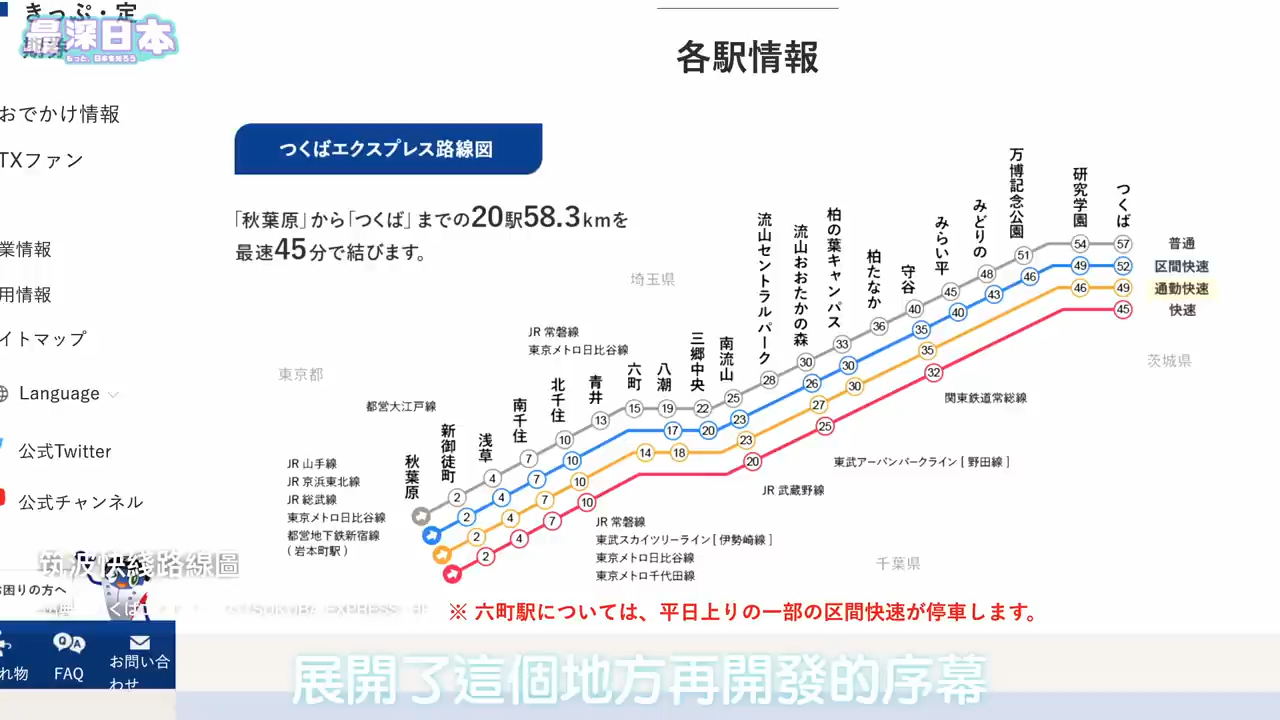 きっぷ・定
期券
最深日本
もっと、日本を知ろう
各駅情報
おでかけ情報
TXファン
業情報
用情報
イトマップ
Language
公式Twitter
公式チャンネル
お困りの方へ
れ物
FAQ
お問い合
わせ
つくばエクスプレス路線図
「秋葉原」から「つくば」までの20駅58.3kmを
最速45分で結びます。
埼玉県
東京都
茨城県
千葉県
秋葉原
新御徒町
浅草
南千住
北千住
青井
六町
八潮
三郷中央
南流山
流山セントラルパーク
流山おおたかの森
柏の葉キャンパス
柏たなか
守谷
みらい平
みどりの
万博記念公園
研究学園
つくば
2 4 7 10 13 15 19 22 25 28 30 33 36 40 45 48 51 54 57 普通
2 4 7 10 17 20 23 26 30 35 40 43 46 49 52 区間快速
2 4 7 10 14 18 23 27 30 35 46 49 通勤快速
2 4 7 10 20 25 32 45 快速
JR 常磐線
東京メトロ日比谷線
都営大江戸線
JR 山手線
JR 京浜東北線
JR 総武線
東京メトロ日比谷線
都営地下鉄新宿線
( 岩本町駅 )
JR 常磐線
東武スカイツリーライン [ 伊勢崎線 ]
東京メトロ日比谷線
東京メトロ千代田線
JR 武蔵野線
東武アーバンパークライン [ 野田線 ]
関東鉄道常総線
※ 六町駅については、平日上りの一部の区間快速が停車します。
筑波快綫路線圖
展開了這個地方再開發的序幕